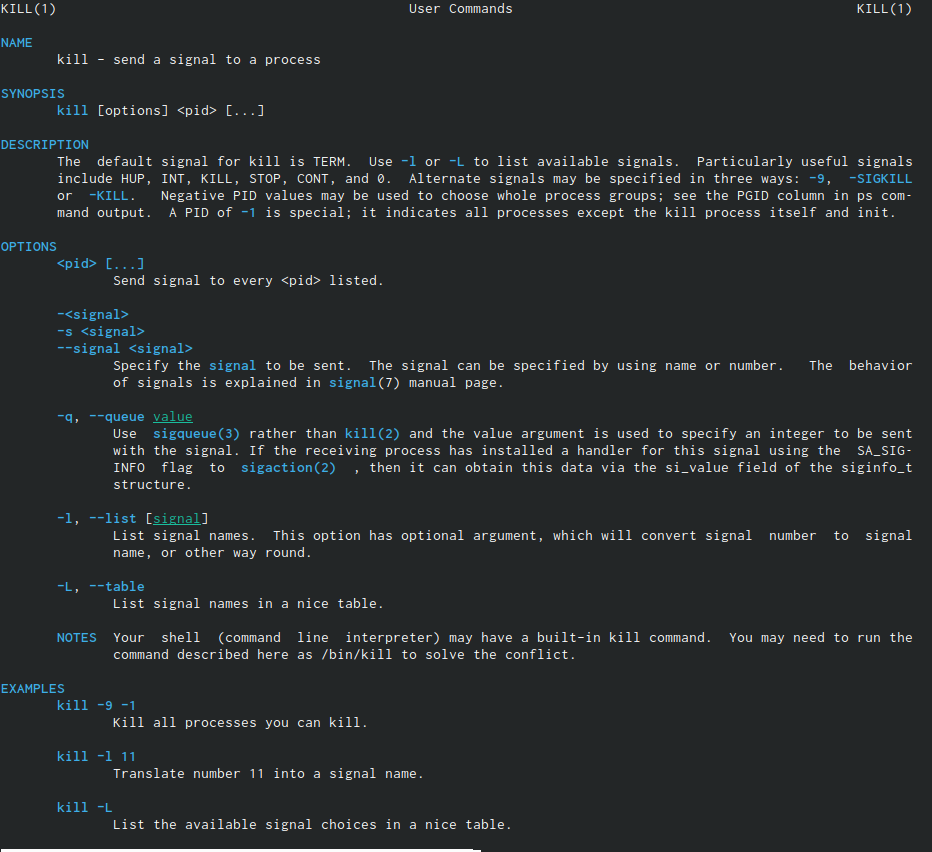 KILL(1) User Commands KILL(1)
NAME
kill - send a signal to a process
SYNOPSIS
kill [options] <pid> [...]
DESCRIPTION
The default signal for kill is TERM. Use -l or -L to list available signals. Particularly useful signals
include HUP, INT, KILL, STOP, CONT, and 0. Alternate signals may be specified in three ways: -9, -SIGKILL
or -KILL. Negative PID values may be used to choose whole process groups; see the PGID column in ps com-
mand output. A PID of -1 is special; it indicates all processes except the kill process itself and init.
OPTIONS
<pid> [...]
Send signal to every <pid> listed.
-<signal>
-s <signal>
--signal <signal>
Specify the signal to be sent. The signal can be specified by using name or number. The behavior
of signals is explained in signal(7) manual page.
-q, --queue value
Use sigqueue(3) rather than kill(2) and the value argument is used to specify an integer to be sent
with the signal. If the receiving process has installed a handler for this signal using the SA_SIG-
INFO flag to sigaction(2) , then it can obtain this data via the si_value field of the siginfo_t
structure.
-l, --list [signal]
List signal names. This option has optional argument, which will convert signal number to signal
name, or other way round.
-L, --table
List signal names in a nice table.
NOTES Your shell (command line interpreter) may have a built-in kill command. You may need to run the
command described here as /bin/kill to solve the conflict.
EXAMPLES
kill -9 -1
Kill all processes you can kill.
kill -l 11
Translate number 11 into a signal name.
kill -L
List the available signal choices in a nice table.